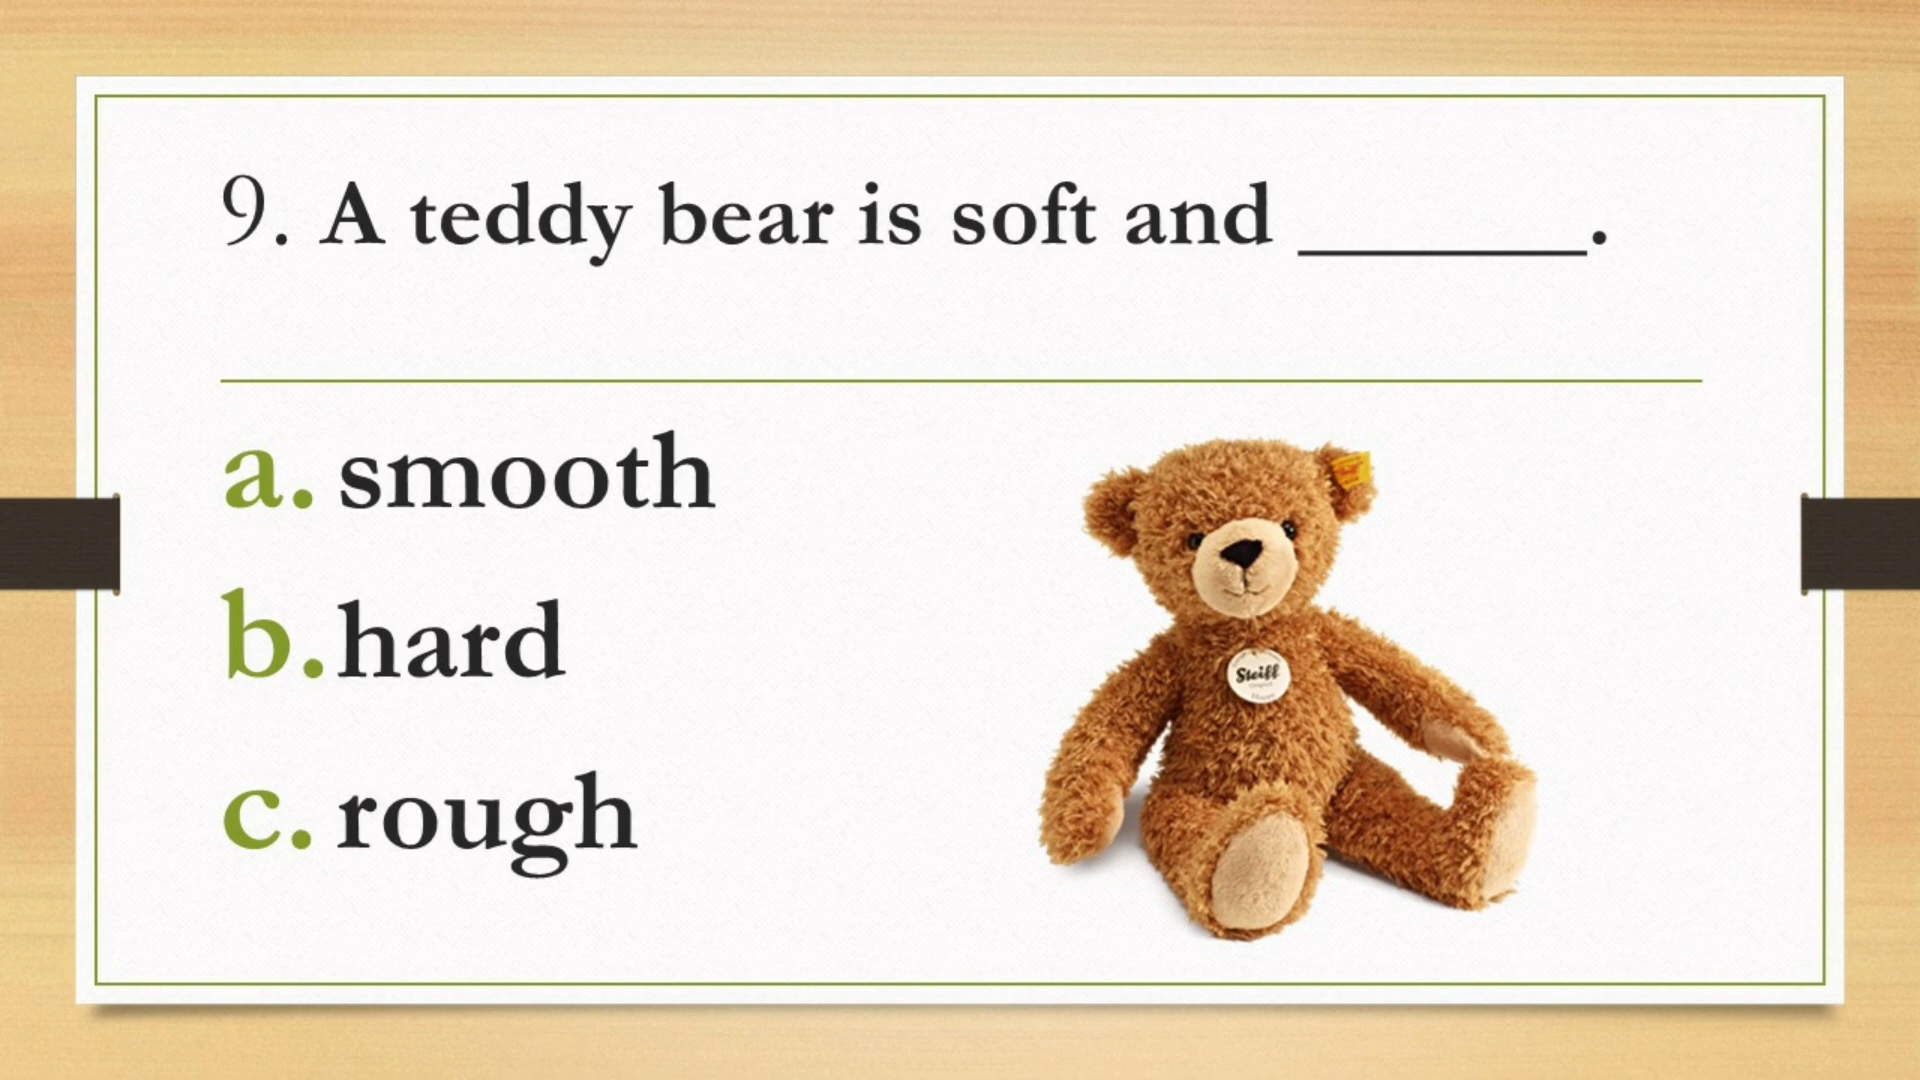 9. A teddy bear is soft and _______.
a. smooth
b. hard
c. rough
Steiff